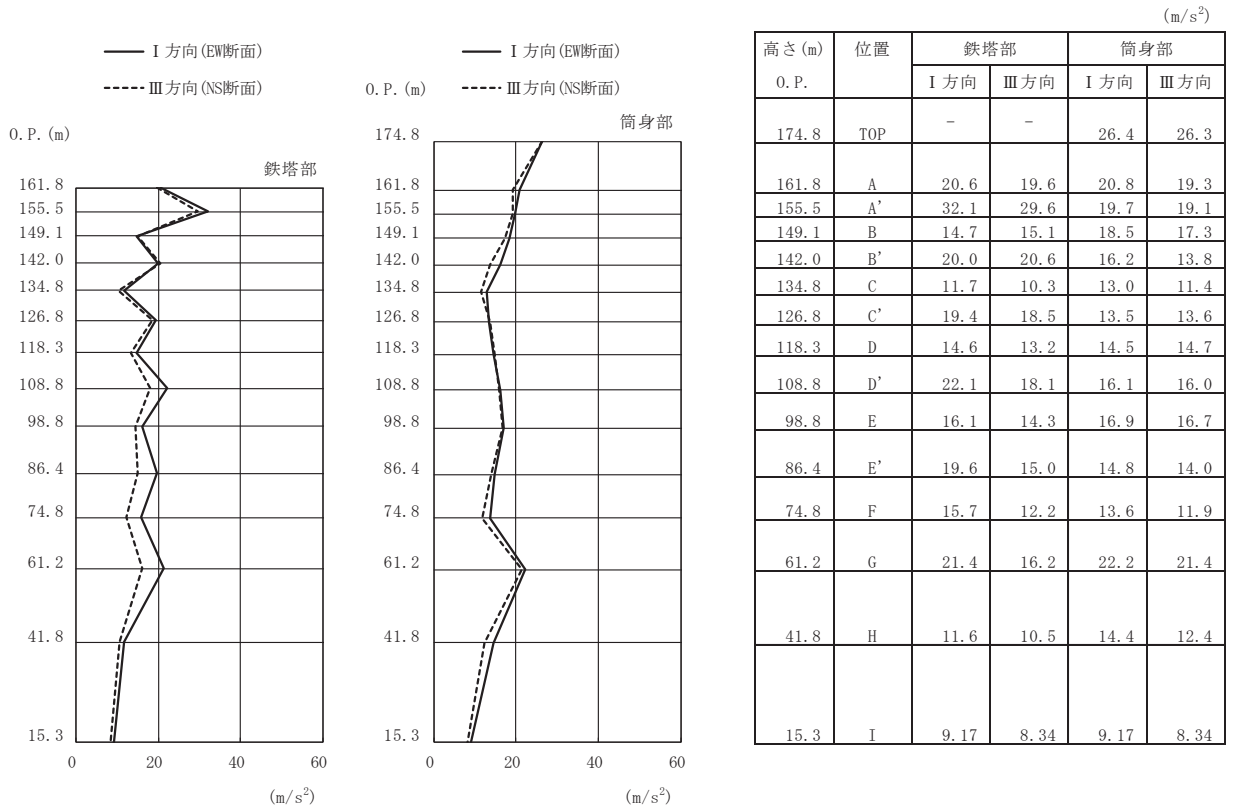 Ⅰ方向(EW断面)
Ⅲ方向(NS断面)
O.P.(m)
鉄塔部
161.8
155.5
149.1
142.0
134.8
126.8
118.3
108.8
98.8
86.4
74.8
61.2
41.8
15.3
0 20 40 60
(m/s²)
Ⅰ方向(EW断面)
Ⅲ方向(NS断面)
O.P.(m)
筒身部
174.8
161.8
155.5
149.1
142.0
134.8
126.8
118.3
108.8
98.8
86.4
74.8
61.2
41.8
15.3
0 20 40 60
(m/s²)
(m/s²)
高さ(m) 位置 鉄塔部 筒身部
O.P. Ⅰ方向 Ⅲ方向 Ⅰ方向 Ⅲ方向
174.8 TOP － － 26.4 26.3
161.8 A 20.6 19.6 20.8 19.3
155.5 A' 32.1 29.6 19.7 19.1
149.1 B 14.7 15.1 18.5 17.3
142.0 B' 20.0 20.6 16.2 13.8
134.8 C 11.7 10.3 13.0 11.4
126.8 C' 19.4 18.5 13.5 13.6
118.3 D 14.6 13.2 14.5 14.7
108.8 D' 22.1 18.1 16.1 16.0
98.8 E 16.1 14.3 16.9 16.7
86.4 E' 19.6 15.0 14.8 14.0
74.8 F 15.7 12.2 13.6 11.9
61.2 G 21.4 16.2 22.2 21.4
41.8 H 11.6 10.5 14.4 12.4
15.3 I 9.17 8.34 9.17 8.34